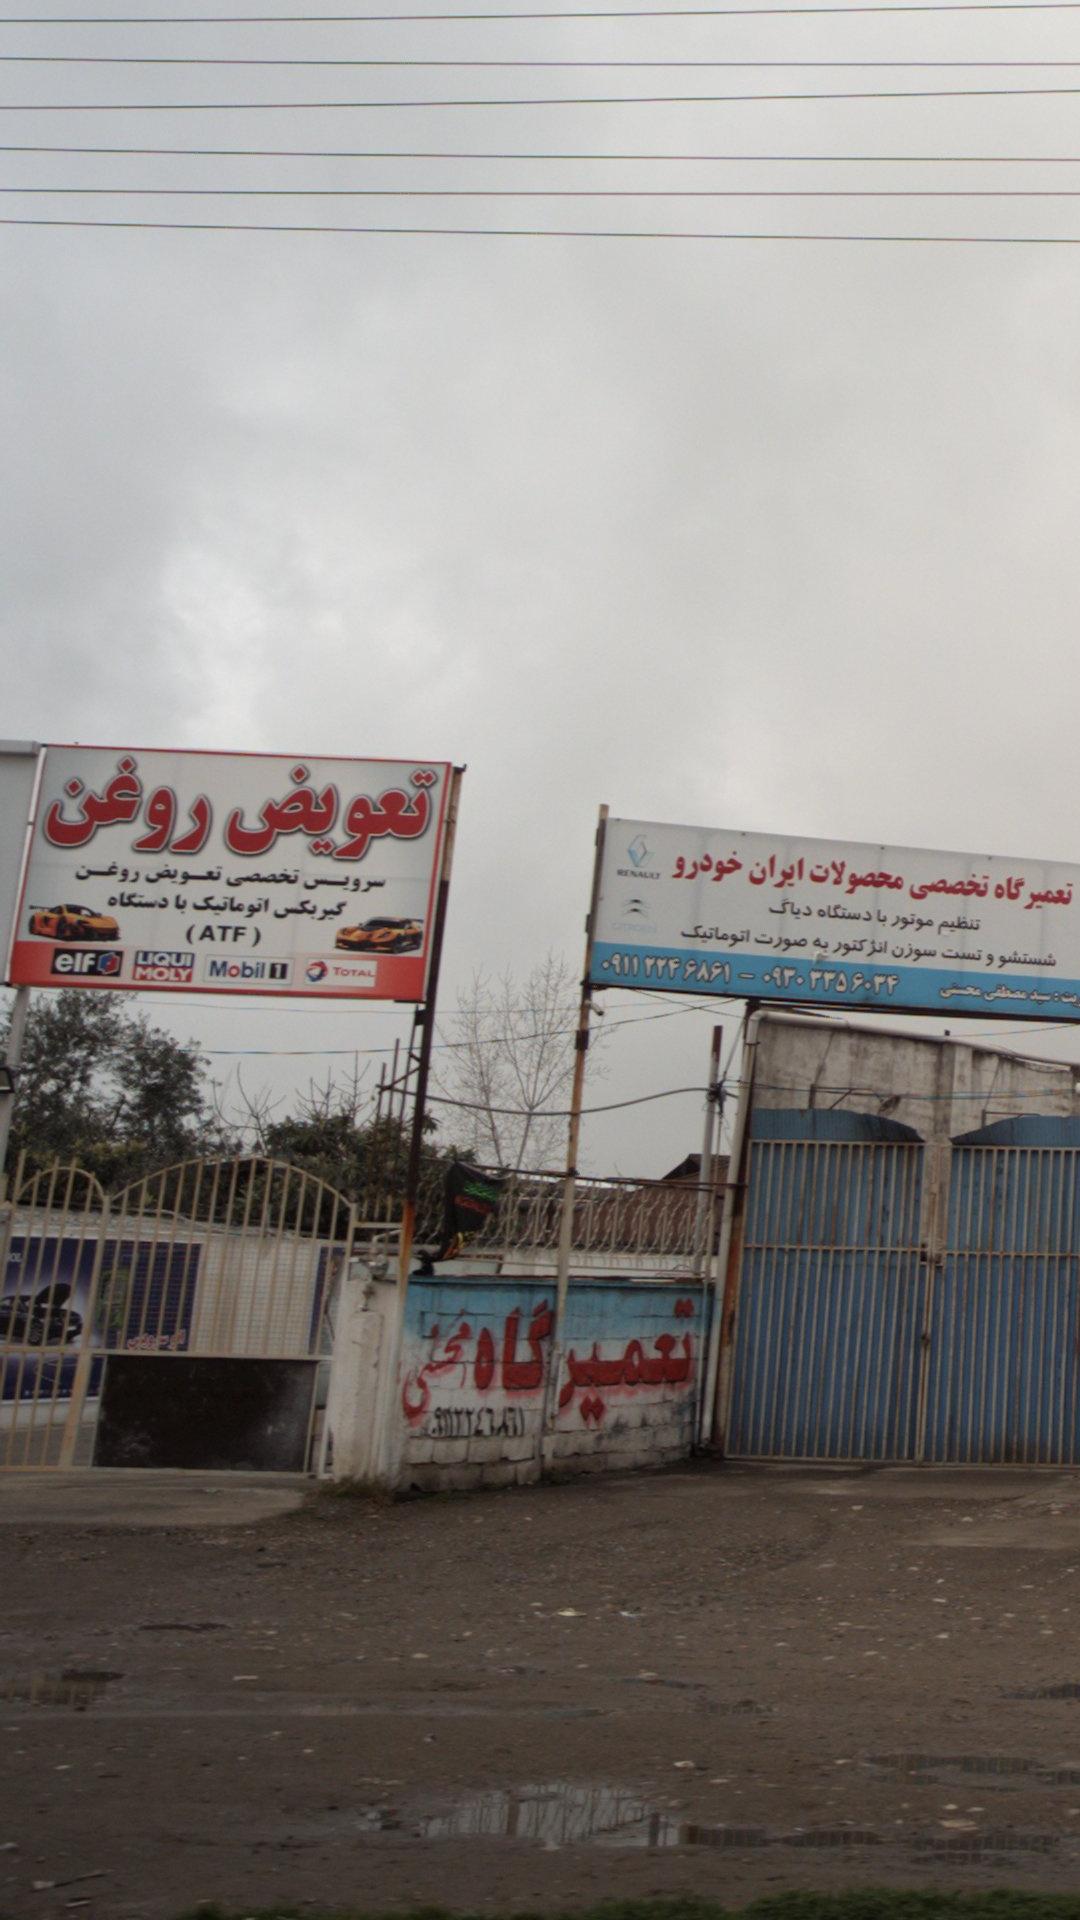 تعویض روغن
سرویس تخصصی تعویض روغن
گیربکس اتوماتیک با دستگاه
(ATF)
elf LIQUI MOLY Mobil 1 TOTAL
تعمیرگاه تخصصی محصولات ایران خودرو
RENAULT
تنظیم موتور با دستگاه دیاگ
CITROEN
شستشو و تست سوزن انژکتور به صورت اتوماتیک
۰۹۱۱ ۲۲۴ ۶۸۶۱ – ۰۹۳۰ ۳۳۵ ۶۰۳۴
سید مصطفی محسنی
تعمیرگاه محسنی
۰۹۱۱۲۲۴۶۸۶۱